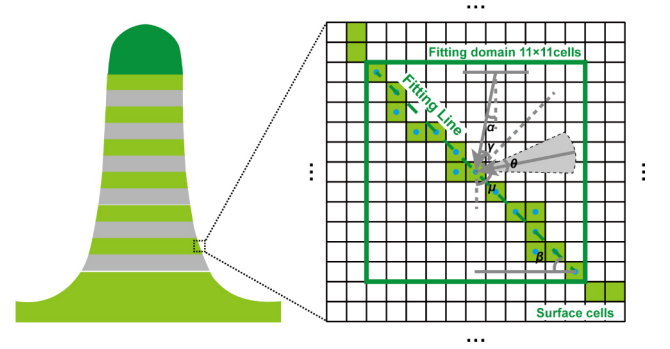 ...
Fitting domain 11×11cells
Fitting Line
α
γ
θ
μ
β
...
...
Surface cells
...